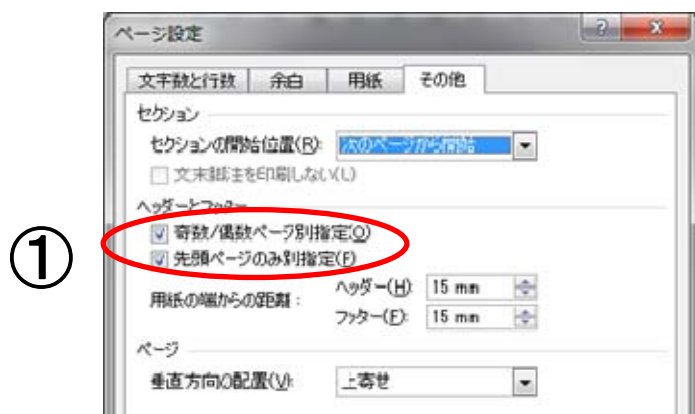 ページ設定
文字数と行数 余白 用紙 その他
セクション
セクションの開始位置(R): 次のページから開始
文末脚注を印刷しない(U)
ヘッダーとフッター
① 奇数/偶数ページ別指定(O)
先頭ページのみ別指定(F)
用紙の端からの距離: ヘッダー(H): 15 mm
フッター(F): 15 mm
ページ
垂直方向の配置(V): 上寄せ